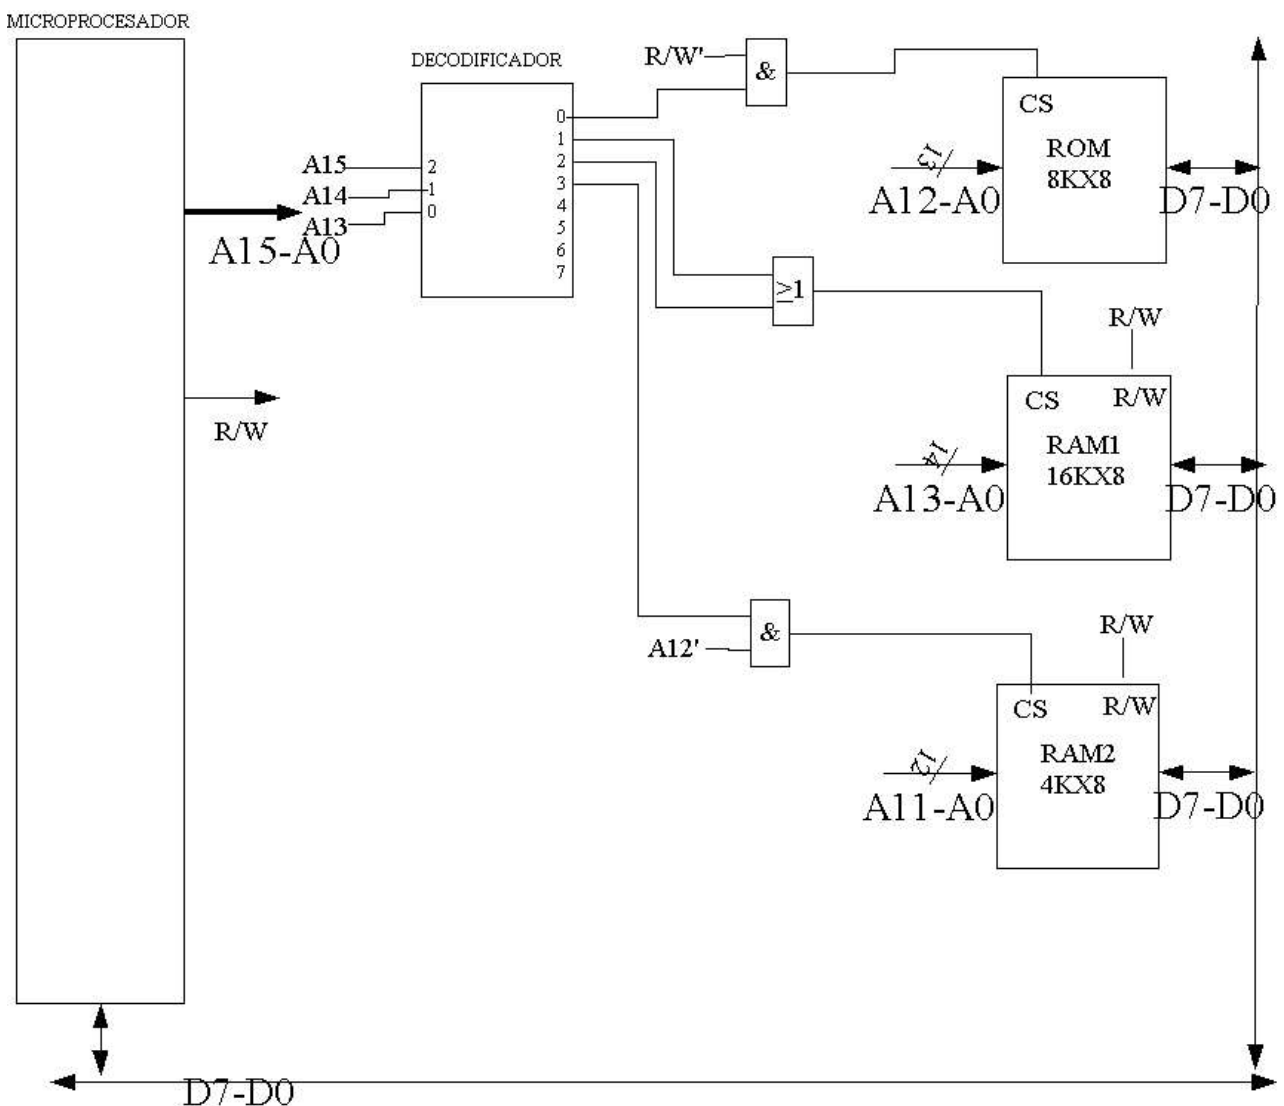 MICROPROCESADOR
DECODIFICADOR
R/W'
&
0
1
2
3
4
5
6
7
A15
2
A14
1
A13
0
A15-A0
R/W
CS
ROM
8KX8
13
A12-A0
D7-D0
≥1
R/W
CS
R/W
RAM1
16KX8
14
A13-A0
D7-D0
&
A12'
R/W
CS
R/W
RAM2
4KX8
12
A11-A0
D7-D0
D7-D0